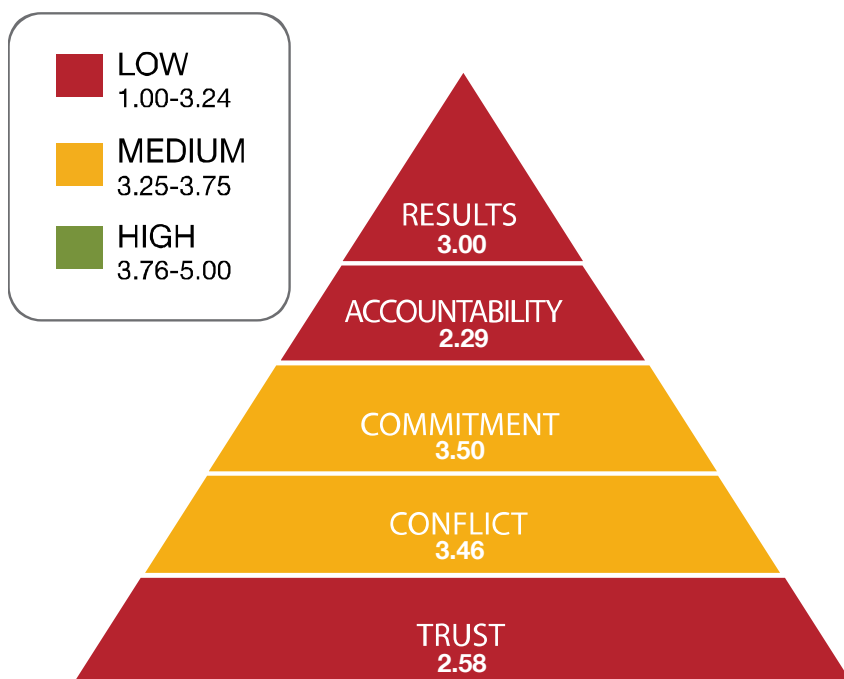 LOW
1.00-3.24
MEDIUM
3.25-3.75
HIGH
3.76-5.00
RESULTS
3.00
ACCOUNTABILITY
2.29
COMMITMENT
3.50
CONFLICT
3.46
TRUST
2.58